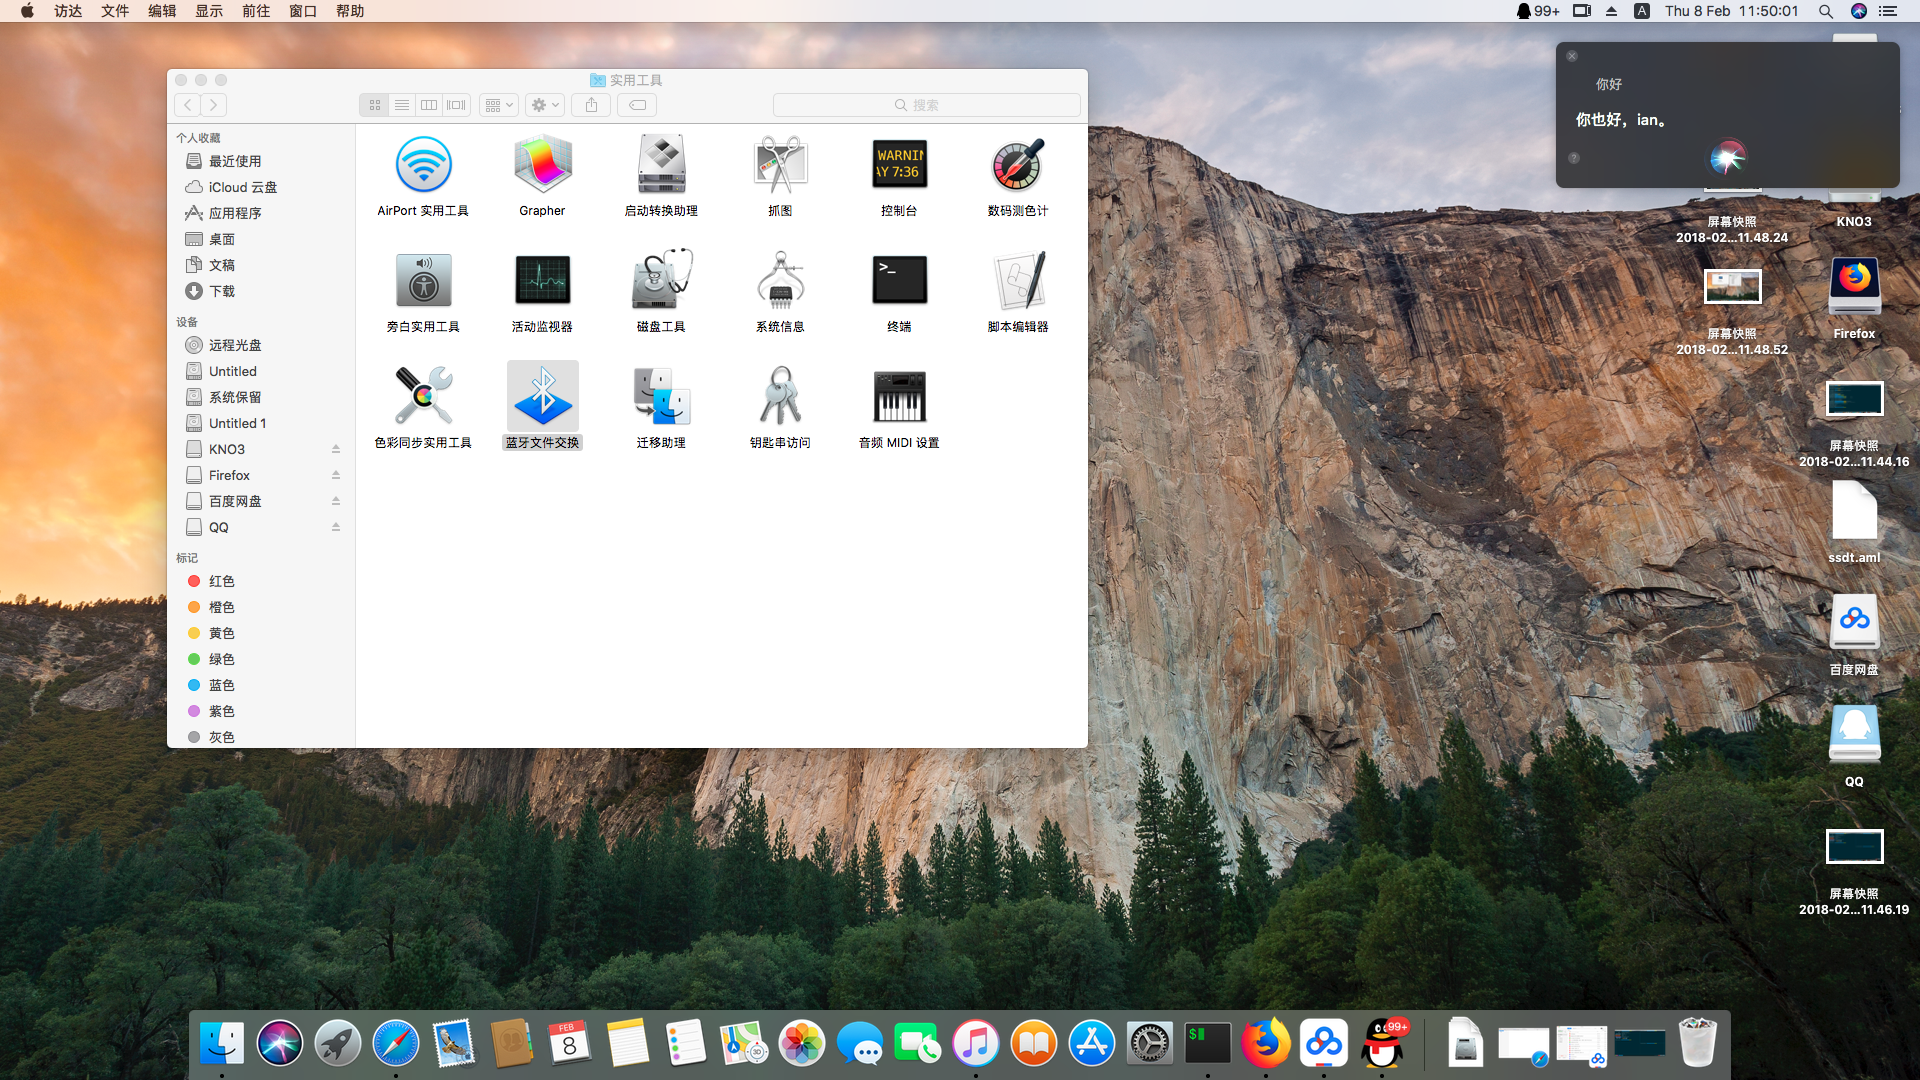 访达 文件 编辑 显示 前往 窗口 帮助
99+ A Thu 8 Feb 11:50:01
实用工具
搜索
个人收藏
最近使用
iCloud 云盘
应用程序
桌面
文稿
下载
设备
远程光盘
Untitled
系统保留
Untitled 1
KNO3
Firefox
百度网盘
QQ
标记
红色
橙色
黄色
绿色
蓝色
紫色
灰色
WARNIN
AY 7:36
AirPort 实用工具 Grapher 启动转换助理 抓图 控制台 数码测色计
>_
旁白实用工具 活动监视器 磁盘工具 系统信息 终端 脚本编辑器
色彩同步实用工具 蓝牙文件交换 迁移助理 钥匙串访问 音频 MIDI 设置
你好
你也好，ian。
?
屏幕快照
2018-02...11.48.24
KNO3
屏幕快照
2018-02...11.48.52
Firefox
屏幕快照
2018-02...11.44.16
ssdt.aml
百度网盘
QQ
屏幕快照
2018-02...11.46.19
FEB
8
3D
$
99+